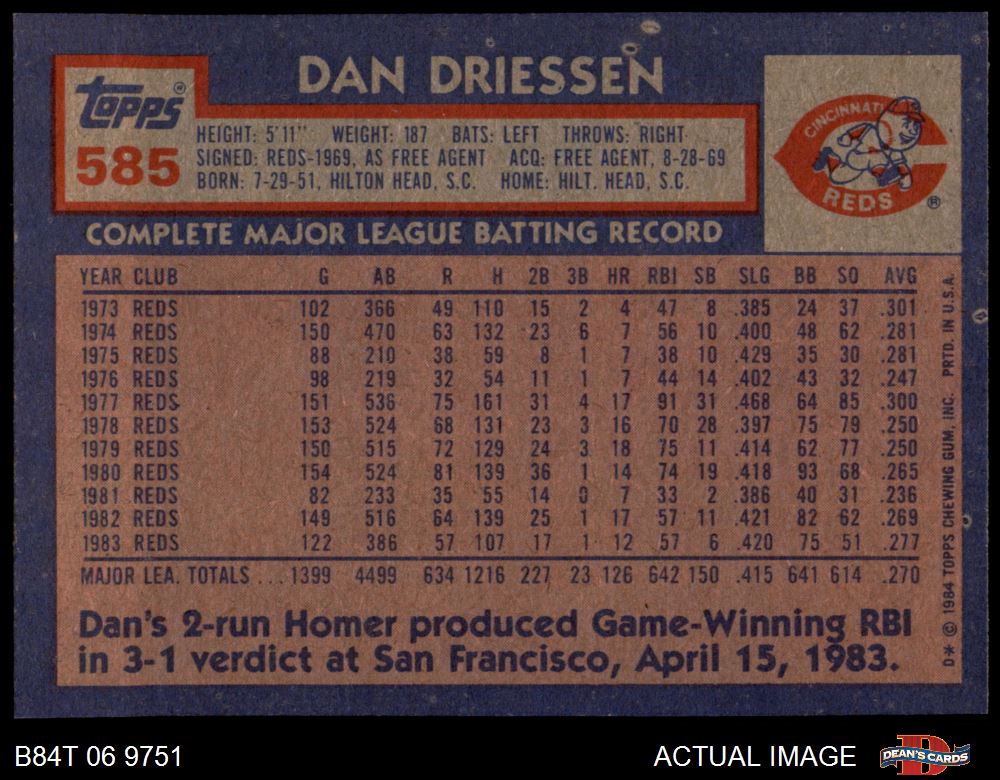 DAN DRIESSEN
Topps®
585
HEIGHT: 5'11" WEIGHT: 187 BATS: LEFT THROWS: RIGHT
SIGNED: REDS-1969, AS FREE AGENT ACQ: FREE AGENT, 8-28-69
BORN: 7-29-51, HILTON HEAD, S.C. HOME: HILT. HEAD, S.C.
CINCINNATI
REDS
®
COMPLETE MAJOR LEAGUE BATTING RECORD
YEAR CLUB G AB R H 2B 3B HR RBI SB SLG BB SO AVG
1973 REDS 102 366 49 110 15 2 4 47 8 .385 24 37 .301
1974 REDS 150 470 63 132 23 6 7 56 10 .400 48 62 .281
1975 REDS 88 210 38 59 8 1 7 38 10 .429 35 30 .281
1976 REDS 98 219 32 54 11 1 7 44 14 .402 43 32 .247
1977 REDS 151 536 75 161 31 4 17 91 31 .468 64 85 .300
1978 REDS 153 524 68 131 23 3 16 70 28 .397 75 79 .250
1979 REDS 150 515 72 129 24 3 18 75 11 .414 62 77 .250
1980 REDS 154 524 81 139 36 1 14 74 19 .418 93 68 .265
1981 REDS 82 233 35 55 14 0 7 33 2 .386 40 31 .236
1982 REDS 149 516 64 139 25 1 17 57 11 .421 82 62 .269
1983 REDS 122 386 57 107 17 1 12 57 6 .420 75 51 .277
MAJOR LEA. TOTALS ... 1399 4499 634 1216 227 23 126 642 150 .415 641 614 .270
Dan's 2-run Homer produced Game-Winning RBI
in 3-1 verdict at San Francisco, April 15, 1983.
D* © 1984 TOPPS CHEWING GUM, INC. PRTD. IN U.S.A.
B84T 06 9751
ACTUAL IMAGE
DEAN'S CARDS